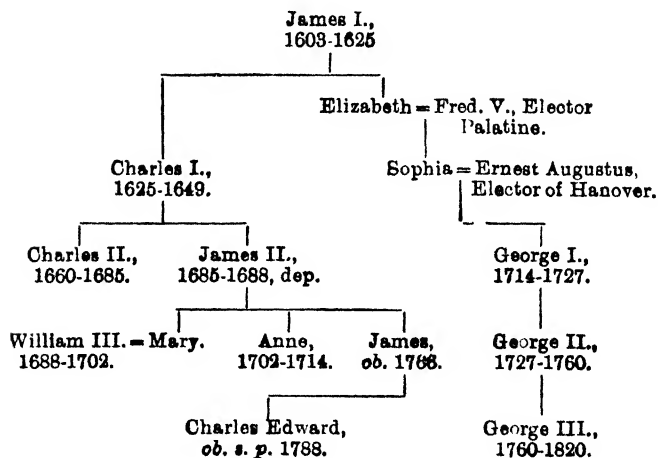 James I.,
1603-1625
Elizabeth = Fred. V., Elector
Palatine.
Charles I.,
1625-1649.
Sophia = Ernest Augustus,
Elector of Hanover.
Charles II.,
1660-1685.
James II.,
1685-1688, dep.
George I.,
1714-1727.
William III. = Mary.
1688-1702.
Anne,
1702-1714.
James,
ob. 1766.
George II.,
1727-1760.
Charles Edward,
ob. s. p. 1788.
George III.,
1760-1820.